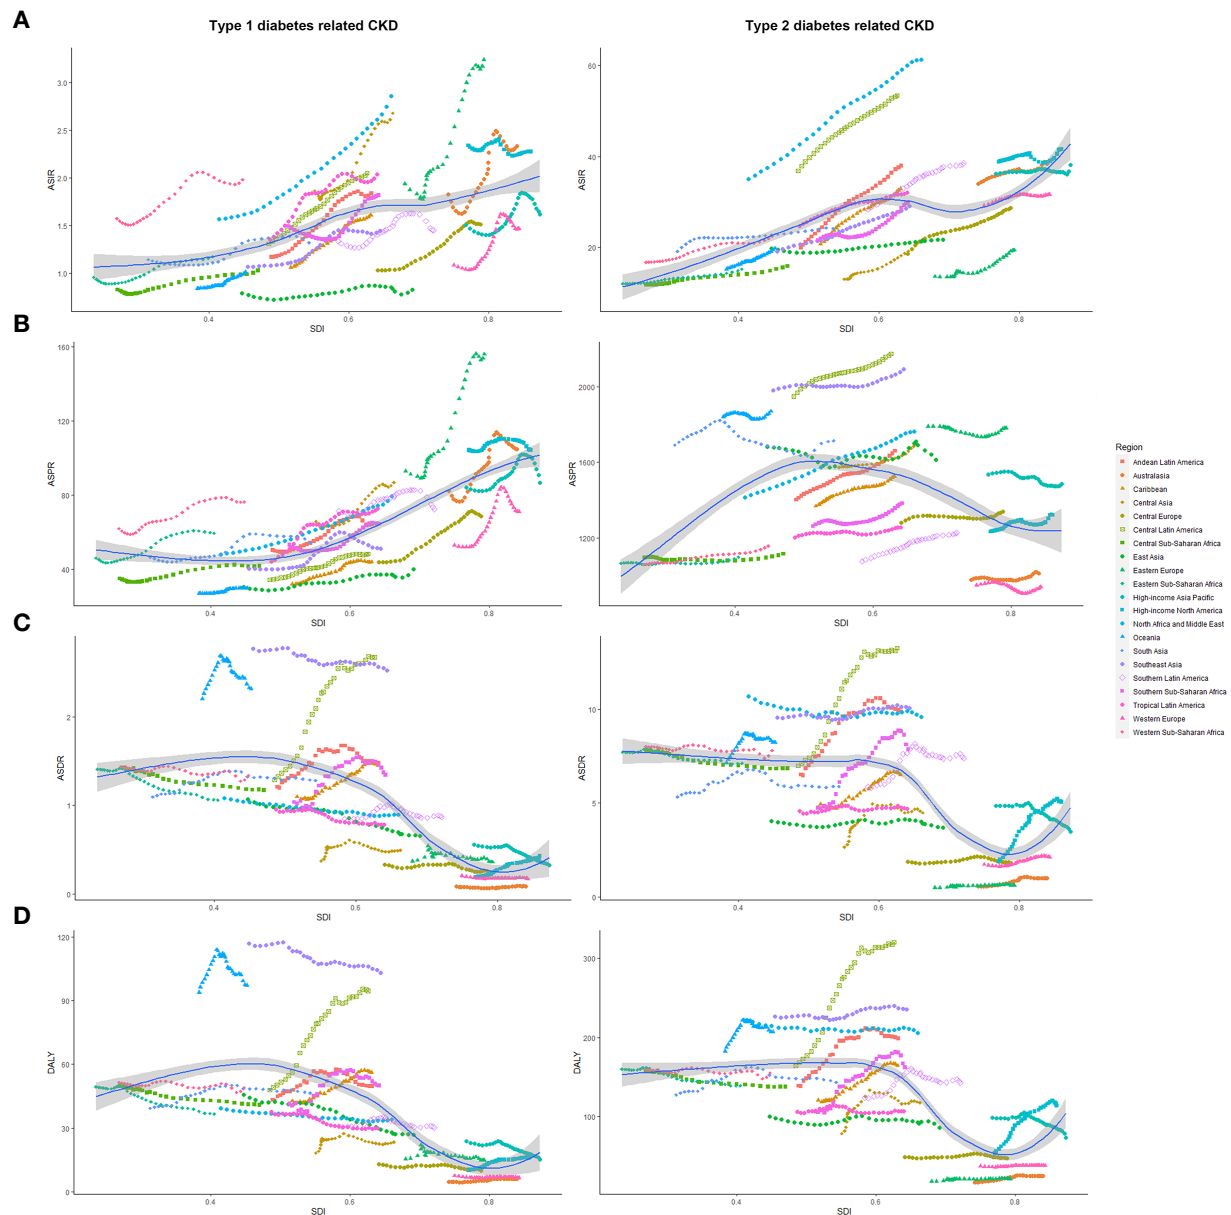 A
Type 1 diabetes related CKD
Type 2 diabetes related CKD
3.0
2.5
2.0
1.5
1.0
ASIR
0.4
0.6
0.8
SDI
60
40
20
ASIR
0.4
0.6
0.8
SDI
B
160
120
80
40
ASPR
0.4
0.6
0.8
SDI
2000
1600
1200
ASPR
0.4
0.6
0.8
SDI
C
2
1
0
ASDR
0.4
0.6
0.8
SDI
10
5
0
ASDR
0.4
0.6
0.8
SDI
D
120
90
60
30
0
DALY
0.4
0.6
0.8
SDI
300
200
100
DALY
0.4
0.6
0.8
SDI
Region
Andean Latin America
Australasia
Caribbean
Central Asia
Central Europe
Central Latin America
Central Sub-Saharan Africa
East Asia
Eastern Europe
Eastern Sub-Saharan Africa
High-income Asia Pacific
High-income North America
North Africa and Middle East
Oceania
South Asia
Southeast Asia
Southern Latin America
Southern Sub-Saharan Africa
Tropical Latin America
Western Europe
Western Sub-Saharan Africa